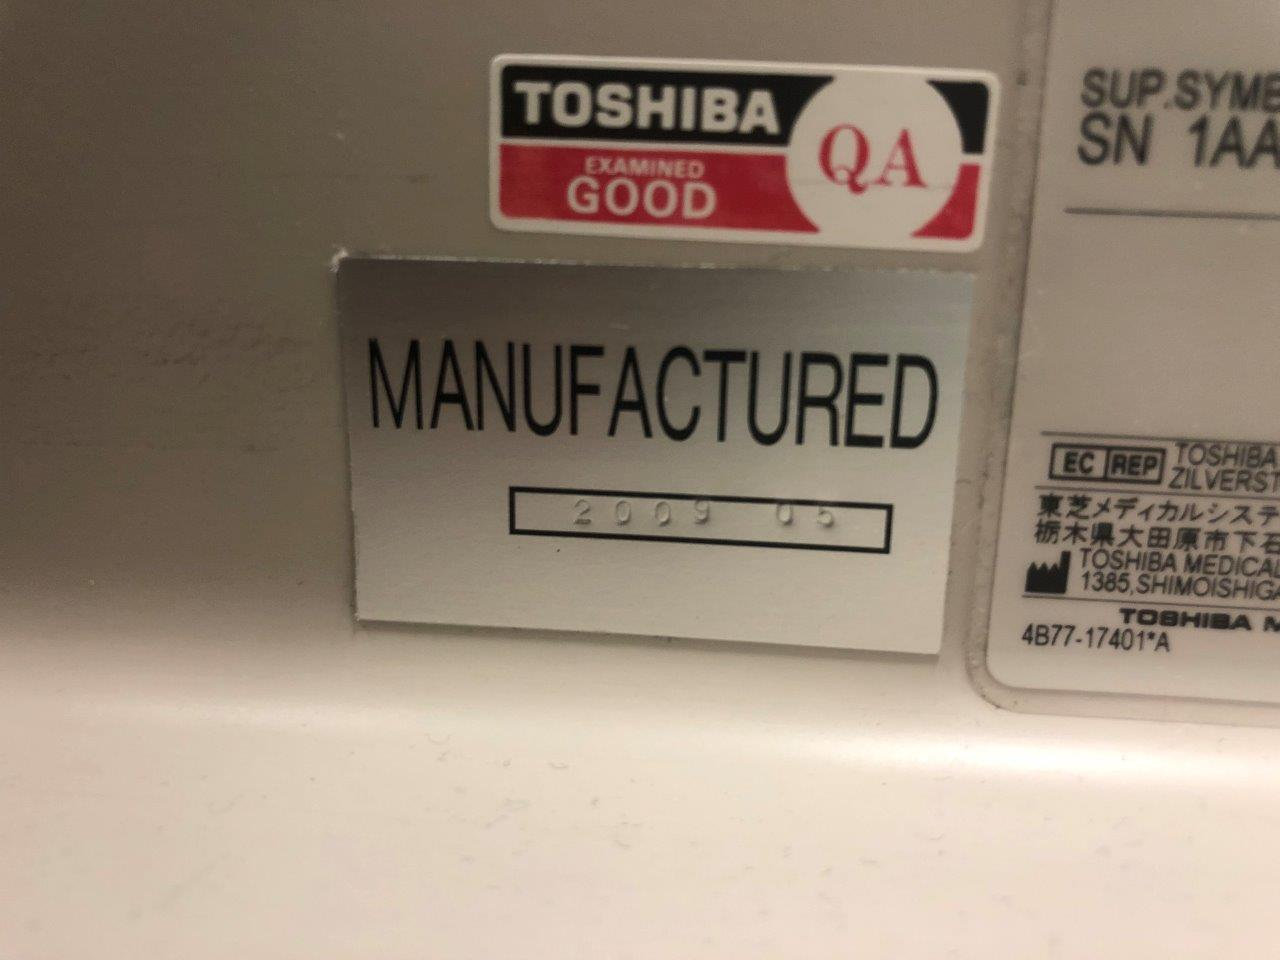 TOSHIBA
EXAMINED
GOOD
QA
MANUFACTURED
2009 05
SUP.SYMB
SN 1AA
EC REP TOSHIBA
ZILVERST
東芝メディカルシステ
栃木県大田原市下石
TOSHIBA MEDICAL
1385,SHIMOISHIGA
TOSHIBA M
4B77-17401*A